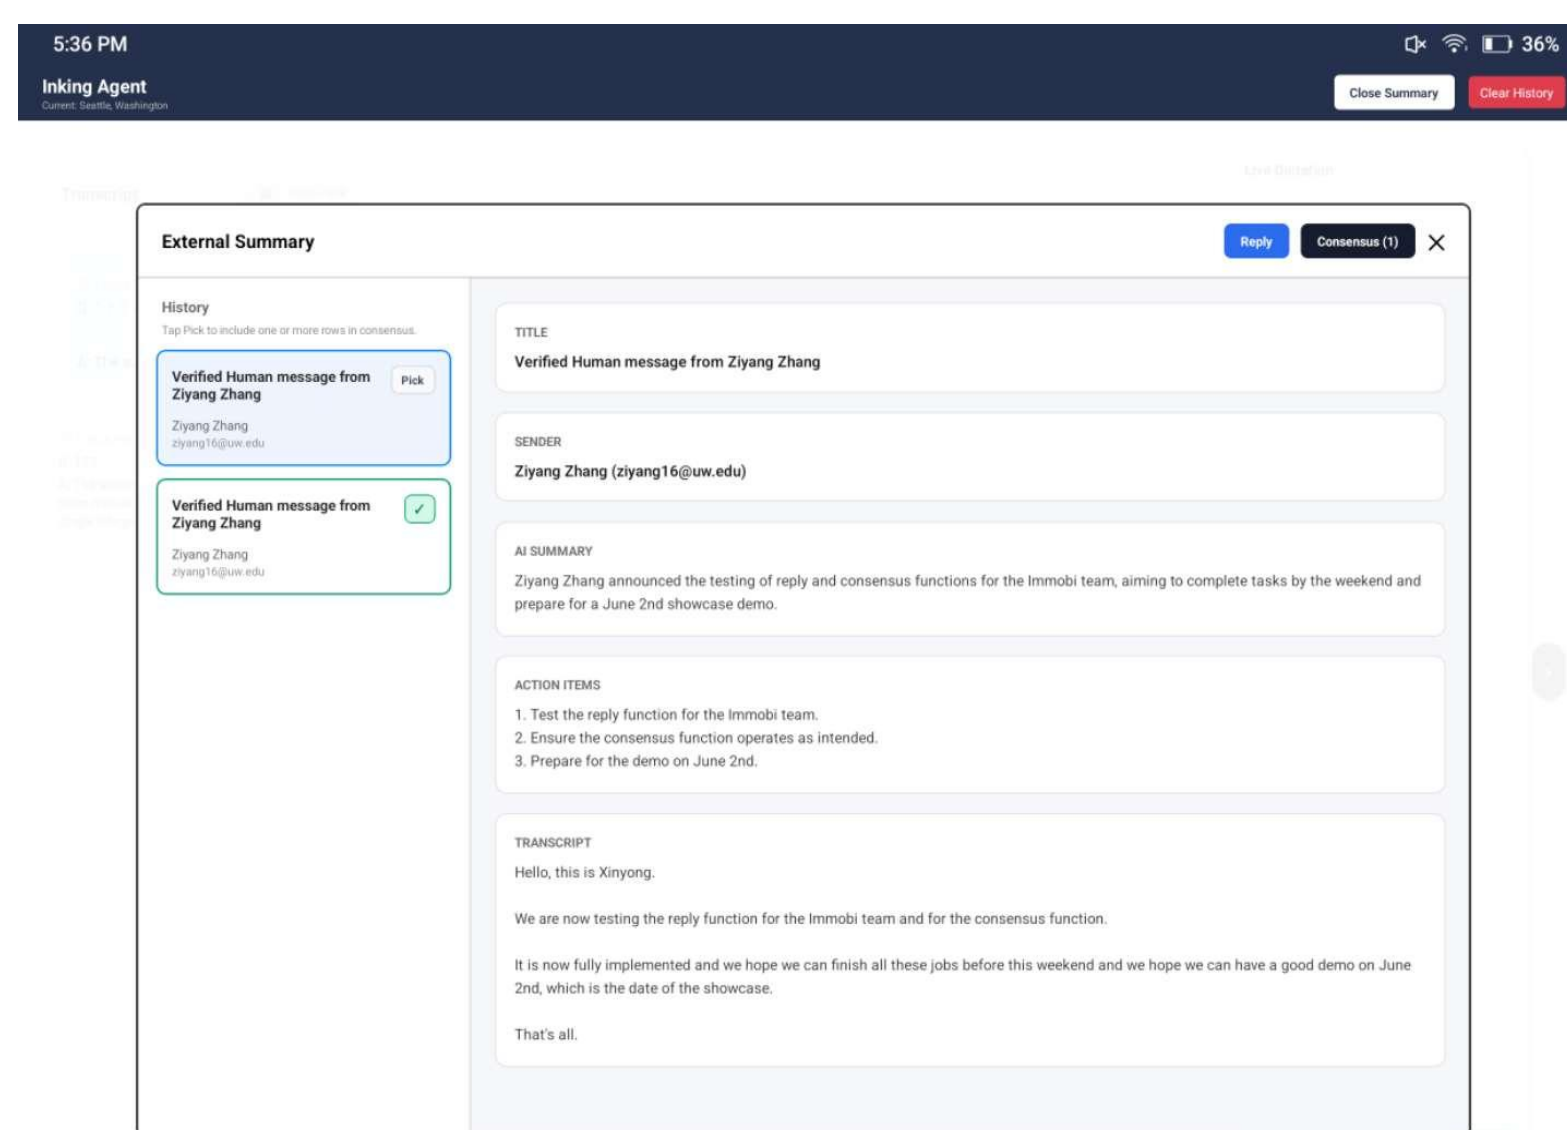 5:36 PM
36%
Inking Agent
Current: Seattle, Washington
Close Summary
Clear History
Transcript
External Summary
Reply
Consensus (1)
History
Tap Pick to include one or more rows in consensus.
Verified Human message from
Ziyang Zhang
Pick
Ziyang Zhang
ziyang16@uw.edu
Verified Human message from
Ziyang Zhang
Ziyang Zhang
ziyang16@uw.edu
TITLE
Verified Human message from Ziyang Zhang
SENDER
Ziyang Zhang (ziyang16@uw.edu)
AI SUMMARY
Ziyang Zhang announced the testing of reply and consensus functions for the Immobi team, aiming to complete tasks by the weekend and
prepare for a June 2nd showcase demo.
ACTION ITEMS
1. Test the reply function for the Immobi team.
2. Ensure the consensus function operates as intended.
3. Prepare for the demo on June 2nd.
TRANSCRIPT
Hello, this is Xinyong.
We are now testing the reply function for the Immobi team and for the consensus function.
It is now fully implemented and we hope we can finish all these jobs before this weekend and we hope we can have a good demo on June
2nd, which is the date of the showcase.
That's all.